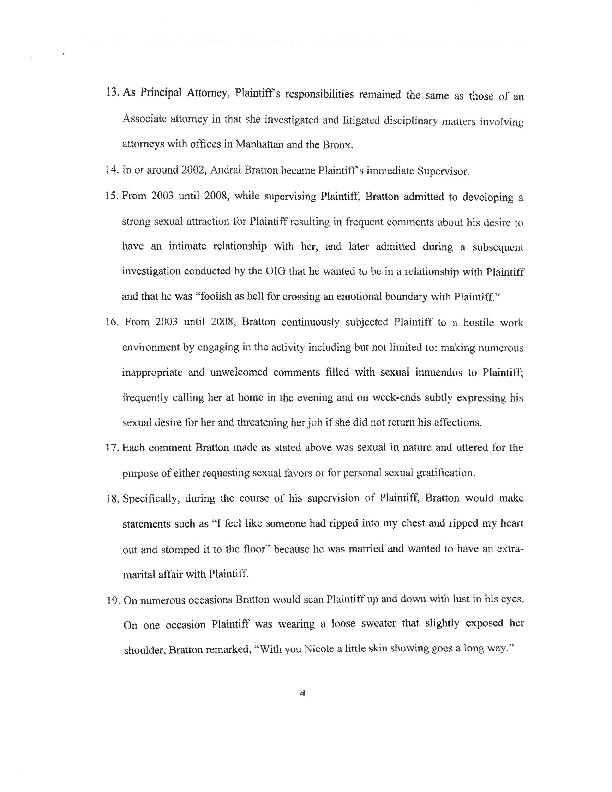 13. As Principal Attorney, Plaintiff's responsibilities remained the same as those of an
Associate attorney in that she investigated and litigated disciplinary matters involving
attorneys with offices in Manhattan and the Bronx.
14. In or around 2002, Andral Bratton became Plaintiff's immediate Supervisor.
15. From 2003 until 2008, while supervising Plaintiff, Bratton admitted to developing a
strong sexual attraction for Plaintiff resulting in frequent comments about his desire to
have an intimate relationship with her, and later admitted during a subsequent
investigation conducted by the OIG that he wanted to be in a relationship with Plaintiff
and that he was "foolish as hell for crossing an emotional boundary with Plaintiff."
16. From 2003 until 2008, Bratton continuously subjected Plaintiff to a hostile work
environment by engaging in the activity including but not limited to: making numerous
inappropriate and unwelcomed comments filled with sexual innuendos to Plaintiff;
frequently calling her at home in the evening and on week-ends subtly expressing his
sexual desire for her and threatening her job if she did not return his affections.
17. Each comment Bratton made as stated above was sexual in nature and uttered for the
purpose of either requesting sexual favors or for personal sexual gratification.
18. Specifically, during the course of his supervision of Plaintiff, Bratton would make
statements such as "I feel like someone had ripped into my chest and ripped my heart
out and stomped it to the floor" because he was married and wanted to have an extra-
marital affair with Plaintiff.
19. On numerous occasions Bratton would scan Plaintiff up and down with lust in his eyes.
On one occasion Plaintiff was wearing a loose sweater that slightly exposed her
shoulder, Bratton remarked, "With you Nicole a little skin showing goes a long way."
4